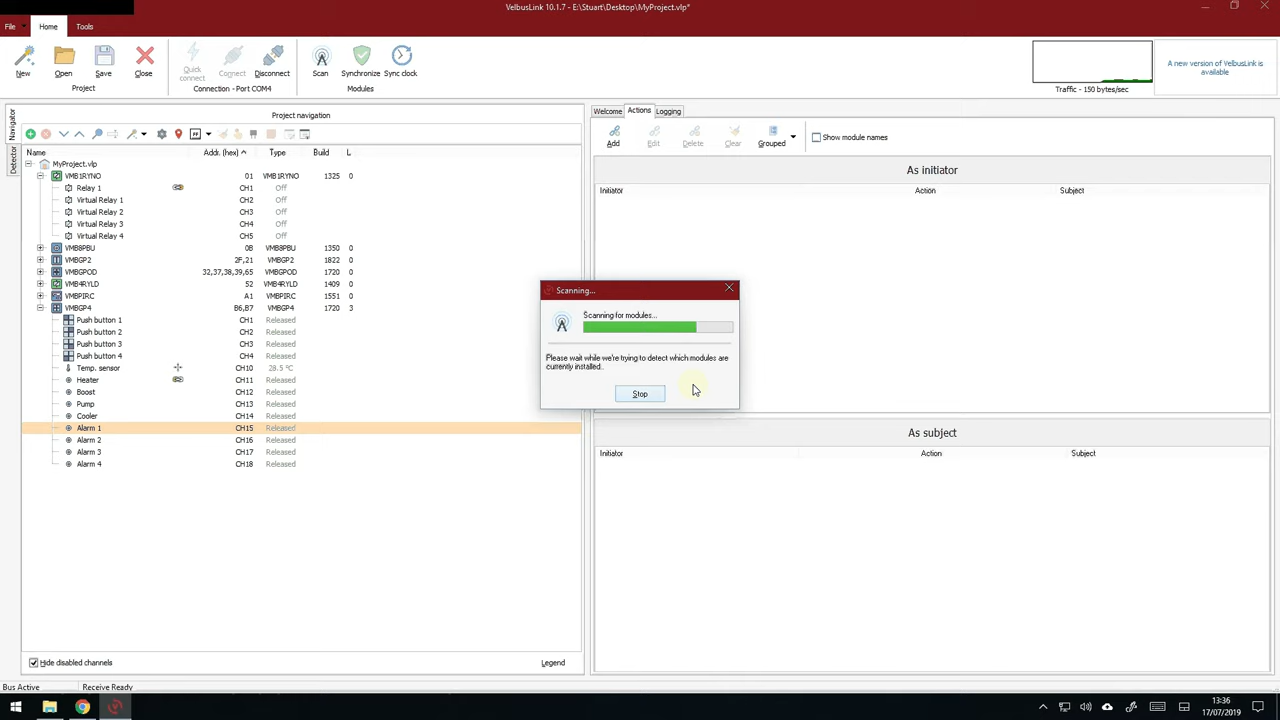 VelbusLink 10.1.7 - E:\Stuart\Desktop\MyProject.vlp*
File Home Tools
New Open Save Close Quick connect Connect Disconnect Scan Synchronize Sync clock
Project Connection - Port COM4 Modules Traffic - 150 bytes/sec
A new version of VelbusLink is available
Navigator
Detector
Project navigation
Name Addr. (hex) Type Build L
MyProject.vlp
VMB1RYNO 01 VMB1RYNO 1325 0
Relay 1 CH1 Off
Virtual Relay 1 CH2 Off
Virtual Relay 2 CH3 Off
Virtual Relay 3 CH4 Off
Virtual Relay 4 CH5 Off
VMB8PBU 0B VMB8PBU 1350 0
VMBGP2 2F,21 VMBGP2 1822 0
VMBGPOD 32,37,38,39,65 VMBGPOD 1720 0
VMB4RYLD 52 VMB4RYLD 1409 0
VMBPIRC A1 VMBPIRC 1551 0
VMBGP4 B6,B7 VMBGP4 1720 3
Push button 1 CH1 Released
Push button 2 CH2 Released
Push button 3 CH3 Released
Push button 4 CH4 Released
Temp. sensor CH10 28.5 °C
Heater CH11 Released
Boost CH12 Released
Pump CH13 Released
Cooler CH14 Released
Alarm 1 CH15 Released
Alarm 2 CH16 Released
Alarm 3 CH17 Released
Alarm 4 CH18 Released
Hide disabled channels Legend
Welcome Actions Logging
Add Edit Delete Clear Grouped Show module names
As initiator
Initiator Action Subject
Scanning...
Scanning for modules...
Please wait while we're trying to detect which modules are
currently installed..
Stop
As subject
Initiator Action Subject
Bus Active Receive Ready
13:36
17/07/2019